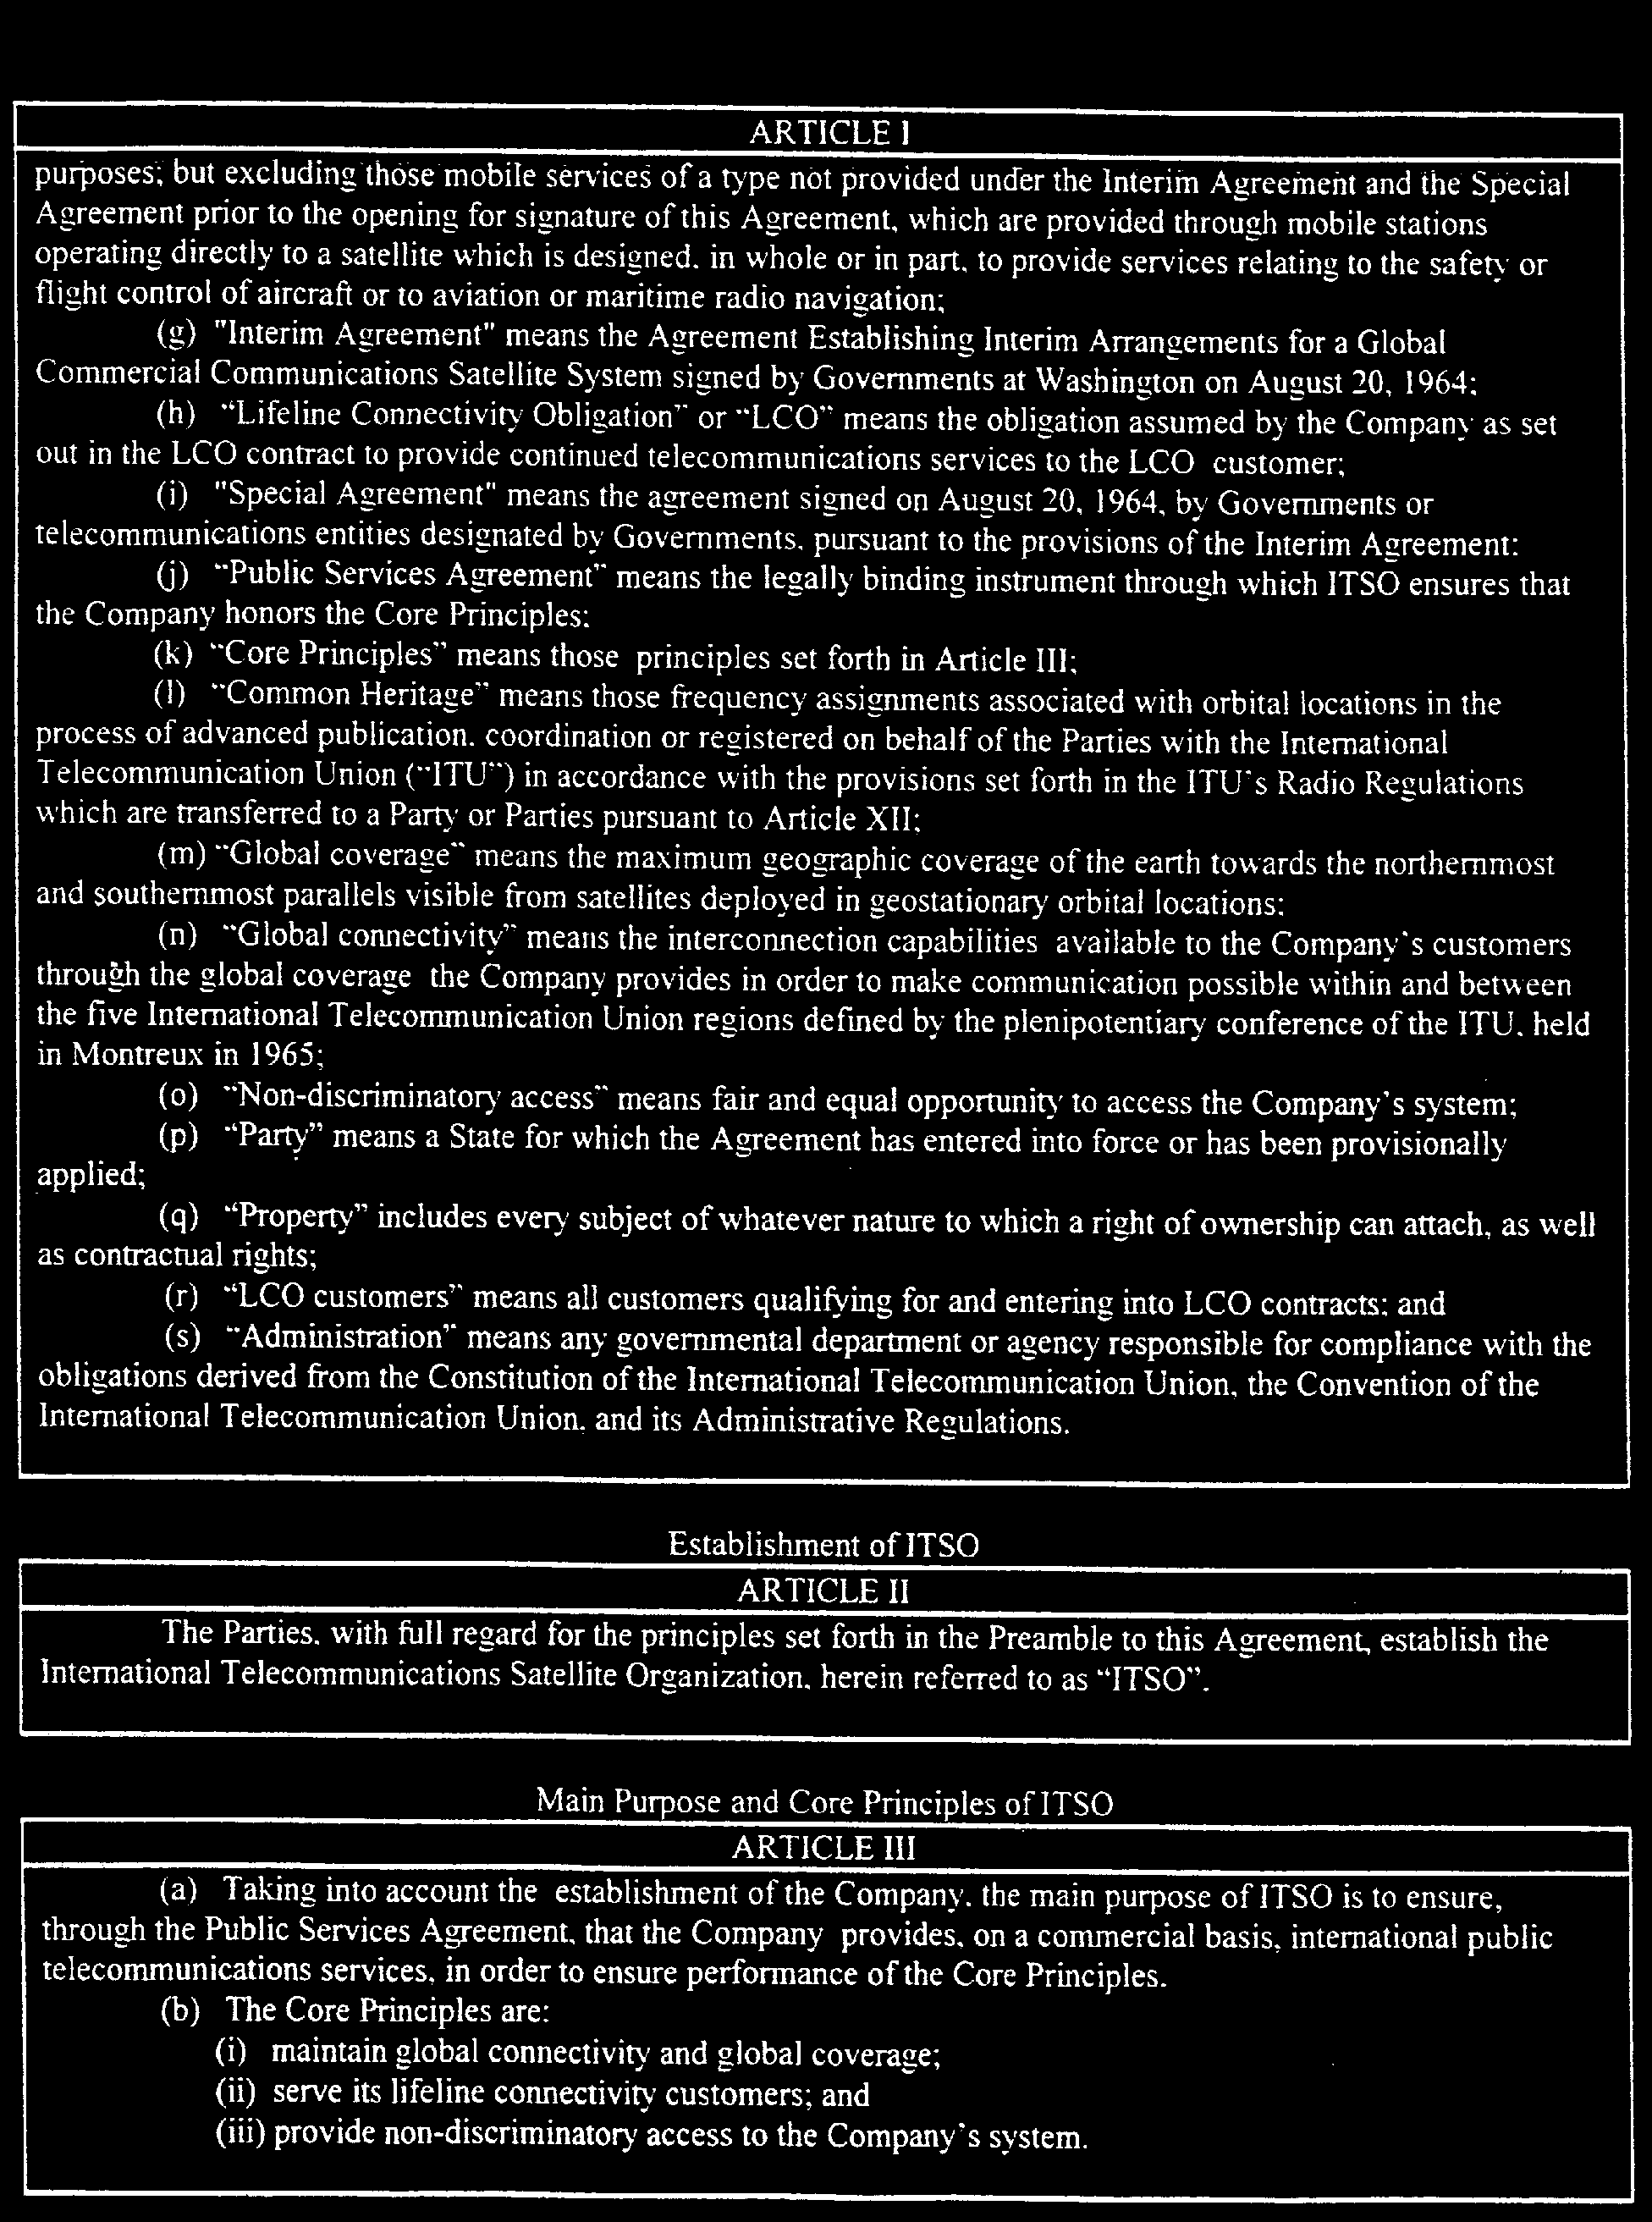 ARTICLE I
purposes; but excluding those mobile services of a type not provided under the Interim Agreement and the Special
Agreement prior to the opening for signature of this Agreement, which are provided through mobile stations
operating directly to a satellite which is designed, in whole or in part, to provide services relating to the safety or
flight control of aircraft or to aviation or maritime radio navigation;
(g) "Interim Agreement" means the Agreement Establishing Interim Arrangements for a Global
Commercial Communications Satellite System signed by Governments at Washington on August 20, 1964;
(h) “Lifeline Connectivity Obligation” or “LCO” means the obligation assumed by the Company as set
out in the LCO contract to provide continued telecommunications services to the LCO customer;
(i) "Special Agreement" means the agreement signed on August 20, 1964, by Governments or
telecommunications entities designated by Governments, pursuant to the provisions of the Interim Agreement;
(j) “Public Services Agreement” means the legally binding instrument through which ITSO ensures that
the Company honors the Core Principles;
(k) “Core Principles” means those principles set forth in Article III;
(l) “Common Heritage” means those frequency assignments associated with orbital locations in the
process of advanced publication, coordination or registered on behalf of the Parties with the International
Telecommunication Union (“ITU”) in accordance with the provisions set forth in the ITU's Radio Regulations
which are transferred to a Party or Parties pursuant to Article XII;
(m) “Global coverage” means the maximum geographic coverage of the earth towards the northernmost
and southernmost parallels visible from satellites deployed in geostationary orbital locations;
(n) “Global connectivity” means the interconnection capabilities available to the Company's customers
through the global coverage the Company provides in order to make communication possible within and between
the five International Telecommunication Union regions defined by the plenipotentiary conference of the ITU, held
in Montreux in 1965;
(o) “Non-discriminatory access” means fair and equal opportunity to access the Company's system;
(p) “Party” means a State for which the Agreement has entered into force or has been provisionally
applied;
(q) “Property” includes every subject of whatever nature to which a right of ownership can attach, as well
as contractual rights;
(r) “LCO customers” means all customers qualifying for and entering into LCO contracts; and
(s) “Administration” means any governmental department or agency responsible for compliance with the
obligations derived from the Constitution of the International Telecommunication Union, the Convention of the
International Telecommunication Union, and its Administrative Regulations.
Establishment of ITSO
ARTICLE II
The Parties, with full regard for the principles set forth in the Preamble to this Agreement, establish the
International Telecommunications Satellite Organization, herein referred to as “ITSO”.
Main Purpose and Core Principles of ITSO
ARTICLE III
(a) Taking into account the establishment of the Company, the main purpose of ITSO is to ensure,
through the Public Services Agreement, that the Company provides, on a commercial basis, international public
telecommunications services, in order to ensure performance of the Core Principles.
(b) The Core Principles are:
(i) maintain global connectivity and global coverage;
(ii) serve its lifeline connectivity customers; and
(iii) provide non-discriminatory access to the Company's system.